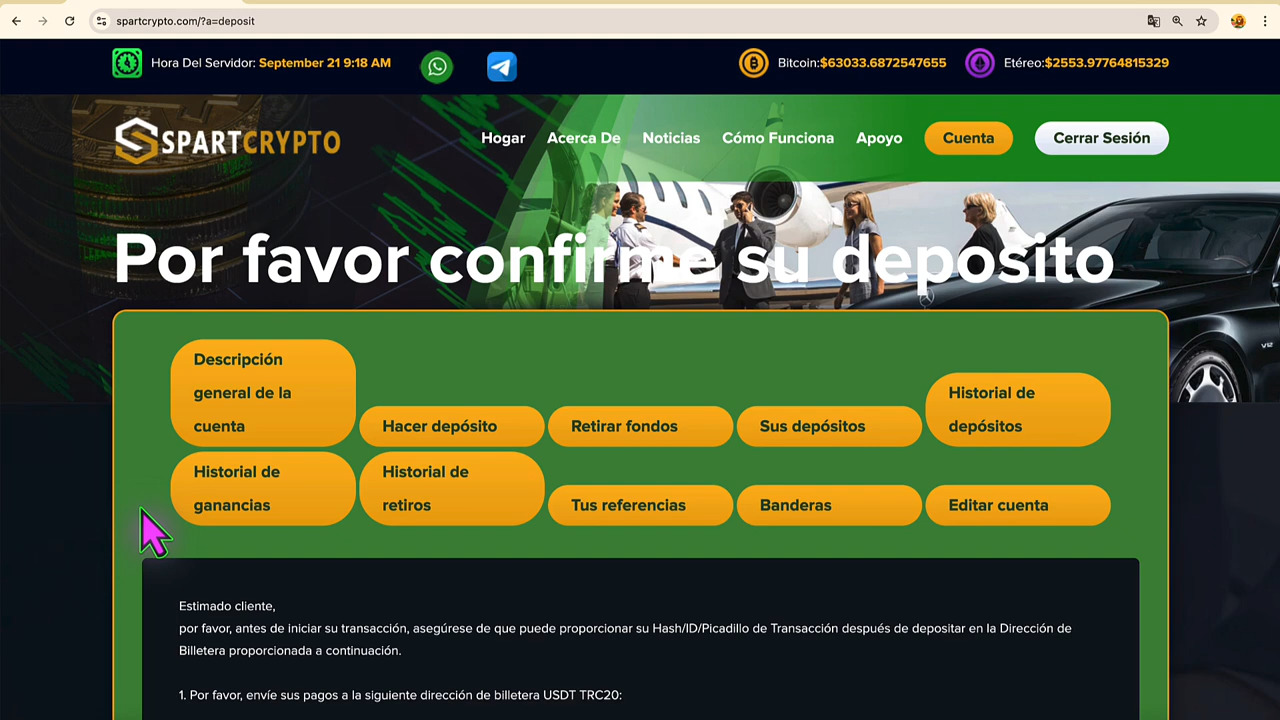 spartcrypto.com/?a=deposit
Hora Del Servidor: September 21 9:18 AM
Bitcoin:$63033.6872547655
Etéreo:$2553.97764815329
SPARTCRYPTO
Hogar
Acerca De
Noticias
Cómo Funciona
Apoyo
Cuenta
Cerrar Sesión
Por favor confirme su deposito
Descripción
general de la
cuenta
Hacer depósito
Retirar fondos
Sus depósitos
Historial de
depósitos
Historial de
ganancias
Historial de
retiros
Tus referencias
Banderas
Editar cuenta
Estimado cliente,
por favor, antes de iniciar su transacción, asegúrese de que puede proporcionar su Hash/ID/Picadillo de Transacción después de depositar en la Dirección de
Billetera proporcionada a continuación.
1. Por favor, envíe sus pagos a la siguiente dirección de billetera USDT TRC20: